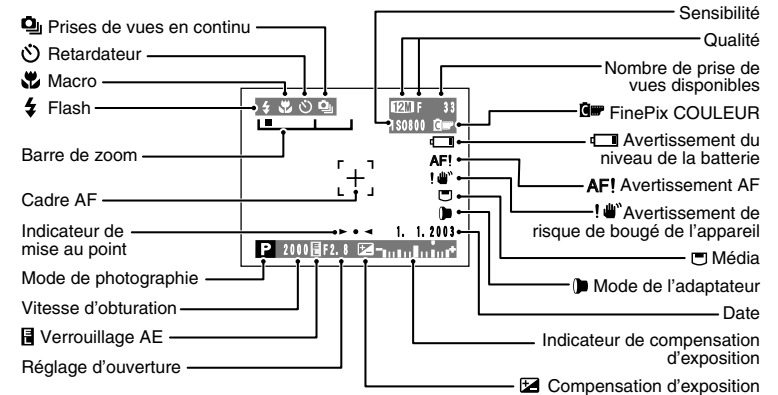 Prises de vues en continu
Retardateur
Macro
Flash
Barre de zoom
Cadre AF
Indicateur de
mise au point
Mode de photographie
Vitesse d'obturation
Verrouillage AE
Réglage d'ouverture
12M F 33
ISO800 C
AF!
!
1. 1. 2003
P 2000 E F2. 8
Sensibilité
Qualité
Nombre de prise de
vues disponibles
C FinePix COULEUR
Avertissement du
niveau de la batterie
AF! Avertissement AF
! Avertissement de
risque de bougé de l'appareil
Média
Mode de l'adaptateur
Date
Indicateur de compensation
d'exposition
Compensation d'exposition